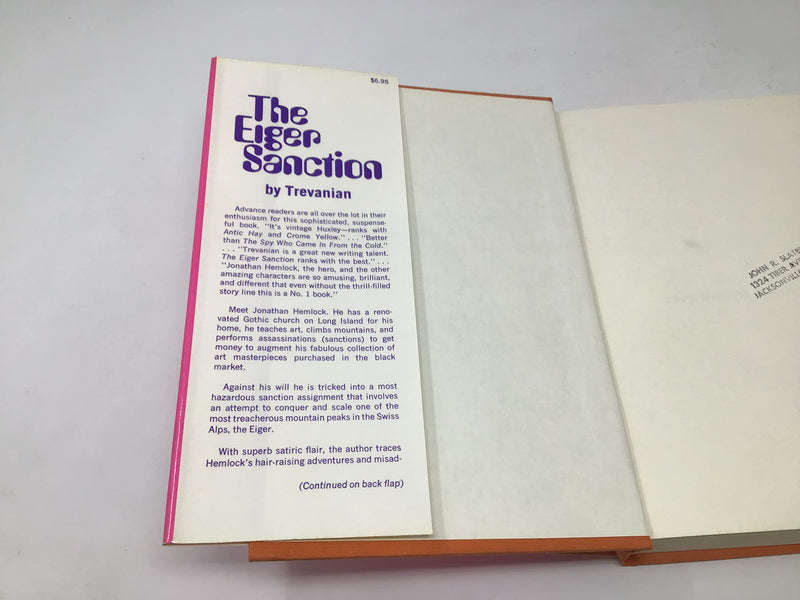 $6.95
The
Eiger
Sanction
by Trevanian
Advance readers are all over the lot in their
enthusiasm for this sophisticated, suspense-
ful book. "It's vintage Huxley—ranks with
Antic Hay and Crome Yellow." . . . "Better
than The Spy Who Came In From the Cold."
. . . "Trevanian is a great new writing talent.
The Eiger Sanction ranks with the best." . . .
"Jonathan Hemlock, the hero, and the other
amazing characters are so amusing, brilliant,
and different that even without the thrill-filled
story line this is a No. 1 book."
Meet Jonathan Hemlock. He has a reno-
vated Gothic church on Long Island for his
home, he teaches art, climbs mountains, and
performs assassinations (sanctions) to get
money to augment his fabulous collection of
art masterpieces purchased in the black
market.
Against his will he is tricked into a most
hazardous sanction assignment that involves
an attempt to conquer and scale one of the
most treacherous mountain peaks in the Swiss
Alps, the Eiger.
With superb satiric flair, the author traces
Hemlock's hair-raising adventures and misad-
(Continued on back flap)
JOHN R. SLATE
1324 TIBER AVE
JACKSONVILL